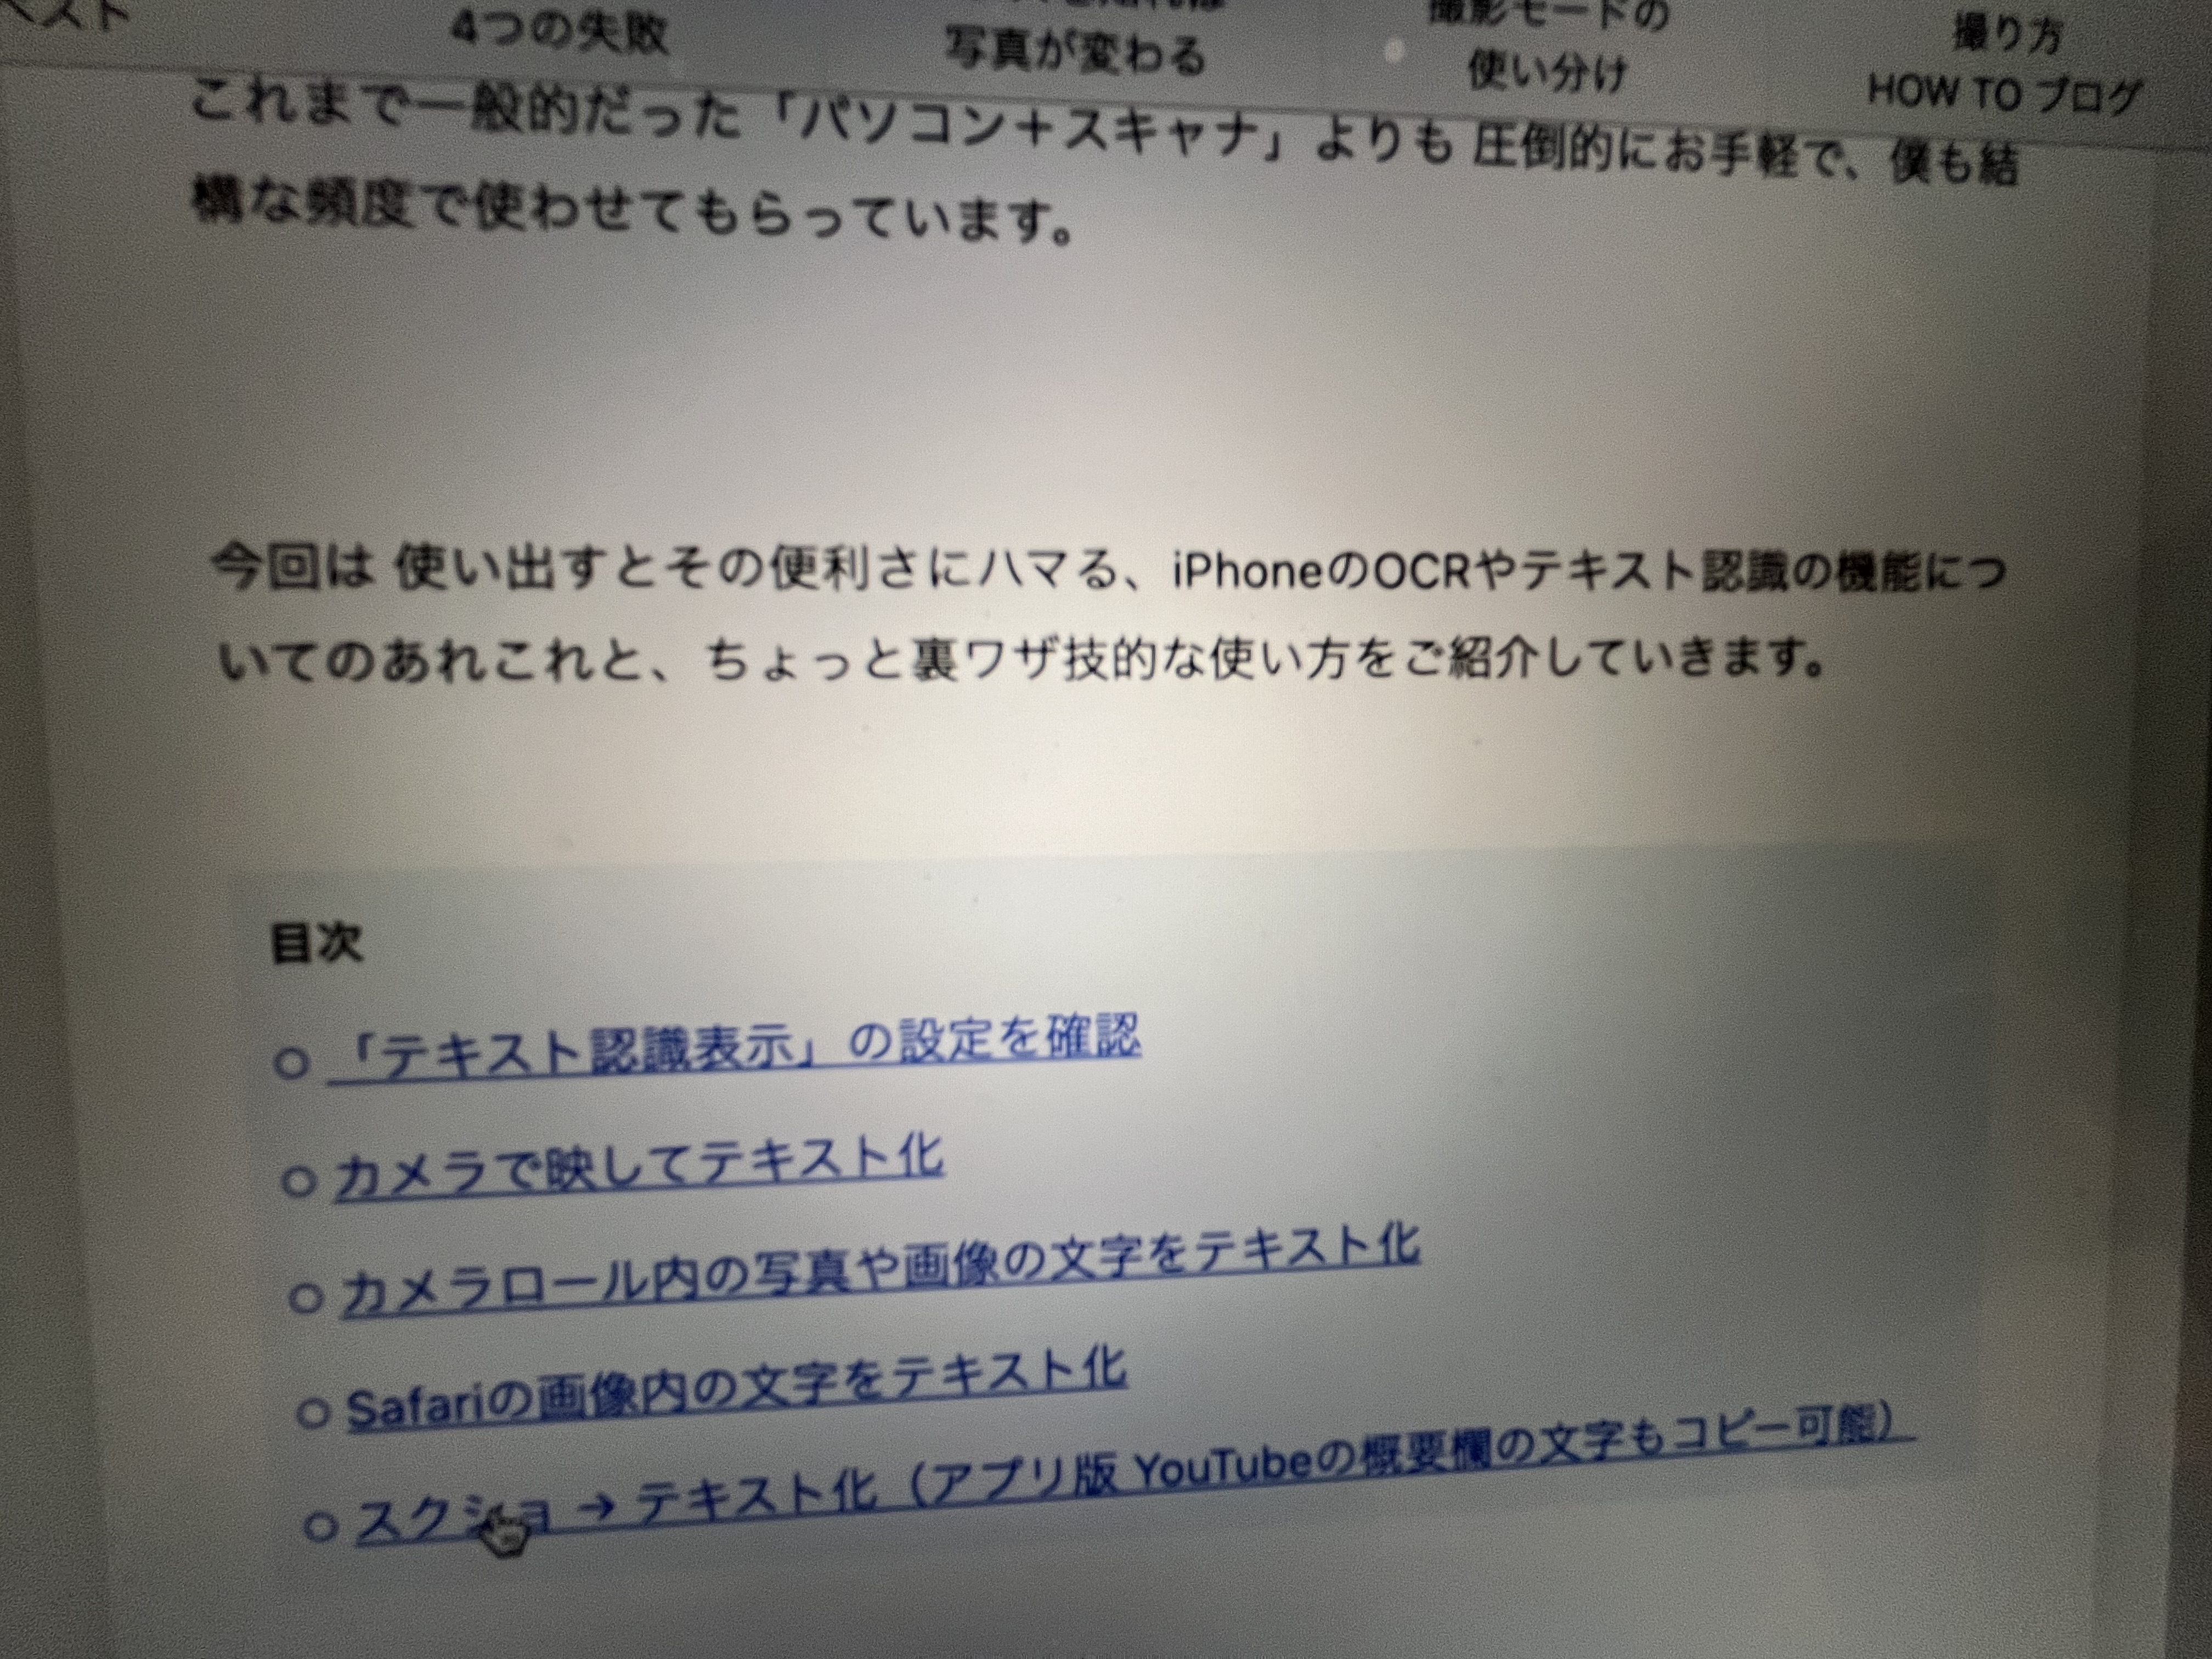 4つの失敗
写真が変わる
撮影モードの
使い分け
撮り方
HOW TO ブログ
これまで一般的だった「パソコン＋スキャナ」よりも 圧倒的にお手軽で、僕も結
構な頻度で使わせてもらっています。
今回は 使い出すとその便利さにハマる、iPhoneのOCRやテキスト認識の機能につ
いてのあれこれと、ちょっと裏ワザ技的な使い方をご紹介していきます。
目次
「テキスト認識表示」の設定を確認
カメラで映してテキスト化
カメラロール内の写真や画像の文字をテキスト化
Safariの画像内の文字をテキスト化
スクショ → テキスト化（アプリ版 YouTubeの概要欄の文字もコピー可能）